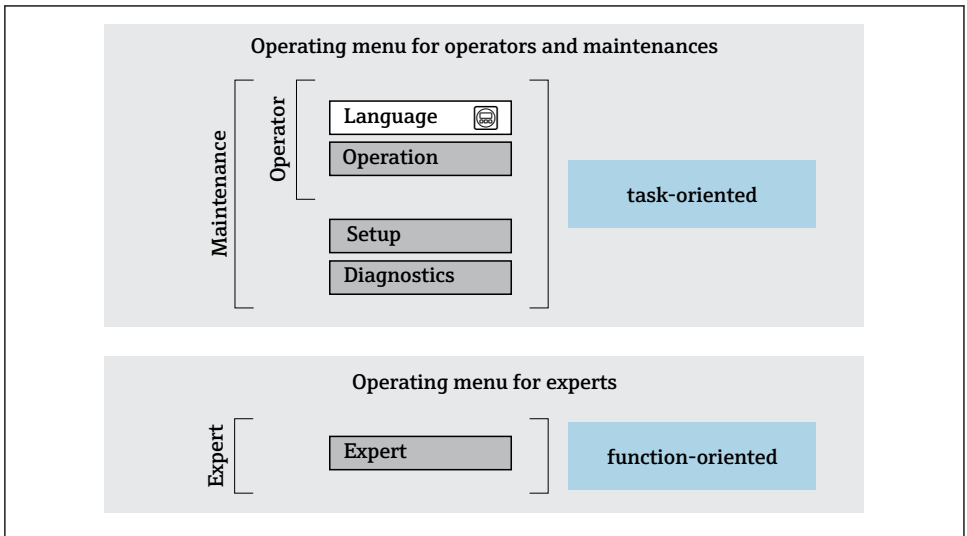 Operating menu for operators and maintenances
Maintenance
Operator
Language
Operation
task-oriented
Setup
Diagnostics
Operating menu for experts
Expert
Expert
function-oriented